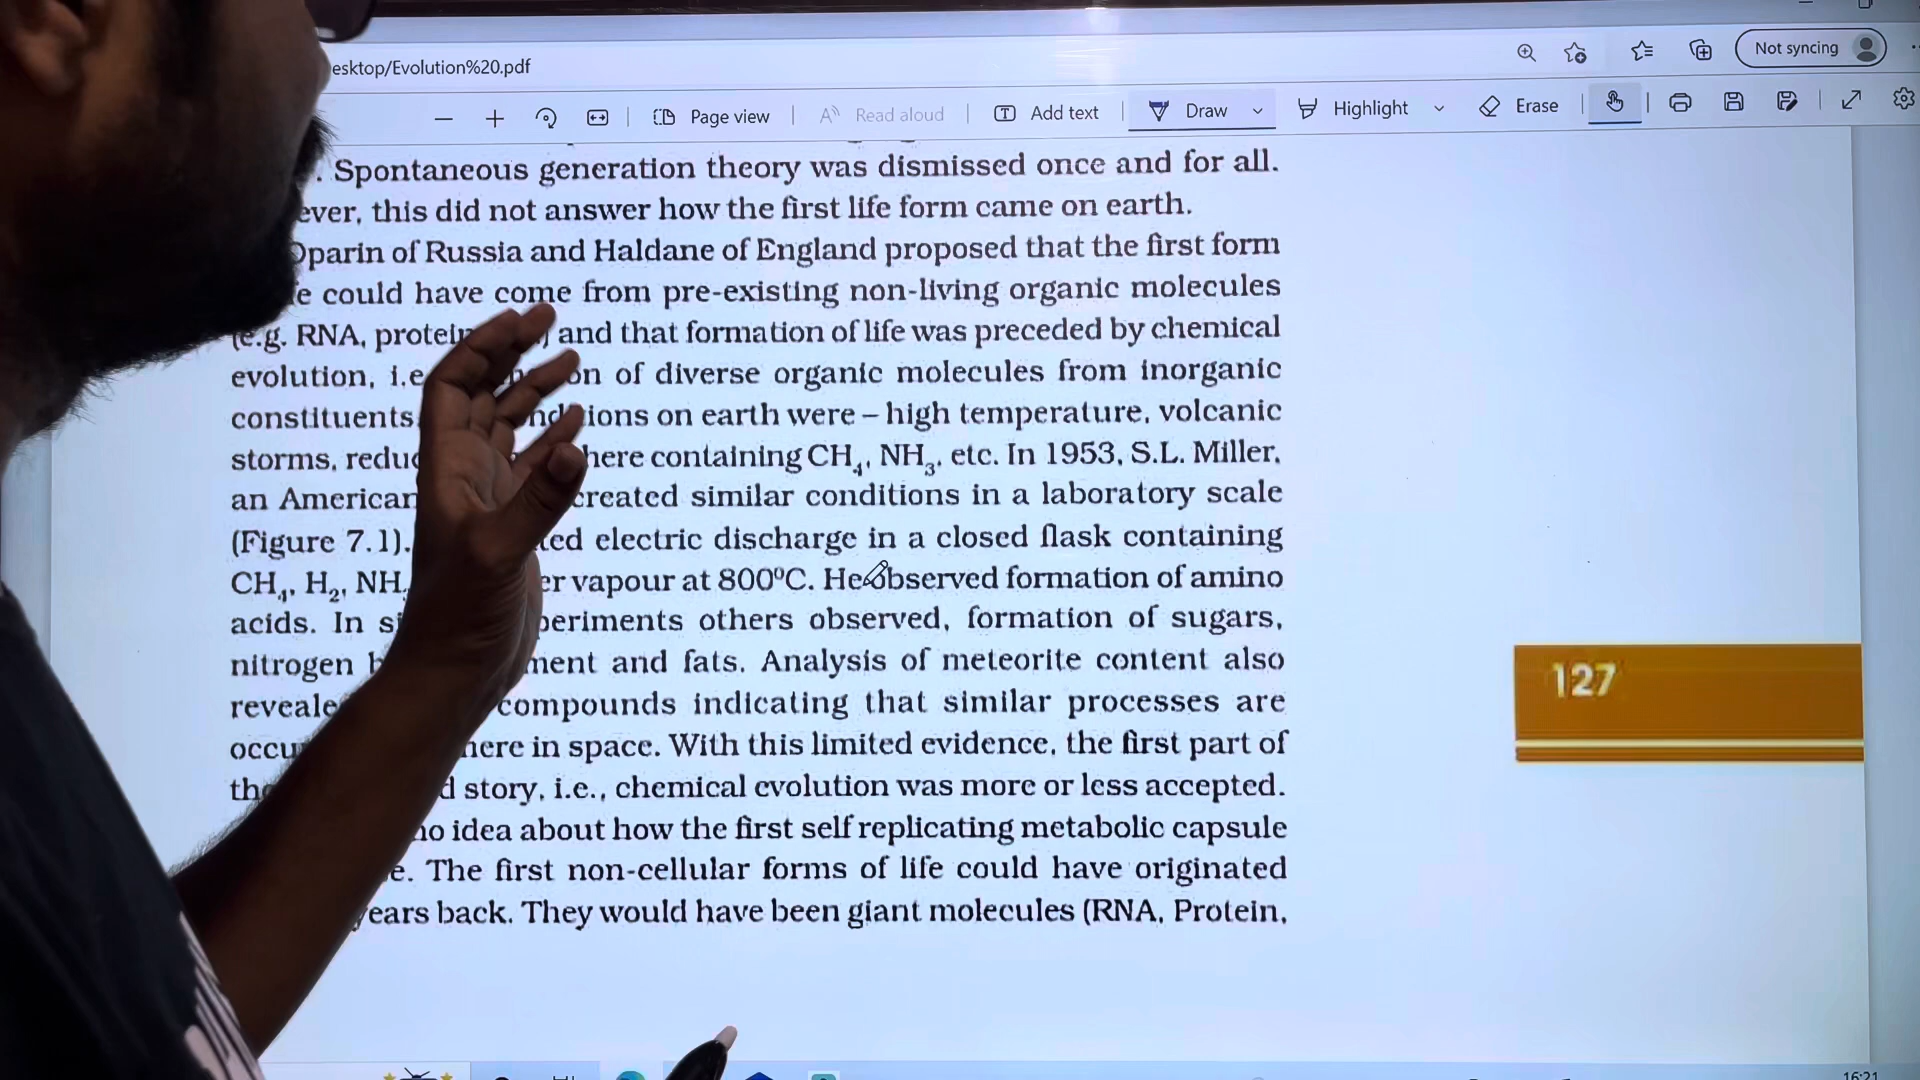 esktop/Evolution%20.pdf
Not syncing
Page view
Read aloud
Add text
Draw
Highlight
Erase
. Spontaneous generation theory was dismissed once and for all.
ever, this did not answer how the first life form came on earth.
Oparin of Russia and Haldane of England proposed that the first form
e could have come from pre-existing non-living organic molecules
(e.g. RNA, protein and that formation of life was preceded by chemical
evolution, i.e on of diverse organic molecules from inorganic
constituents. nditions on earth were – high temperature, volcanic
storms, reduc here containing CH₄, NH₃, etc. In 1953, S.L. Miller,
an American created similar conditions in a laboratory scale
(Figure 7.1). ted electric discharge in a closed flask containing
CH₄, H₂, NH er vapour at 800⁰C. He observed formation of amino
acids. In si periments others observed, formation of sugars,
nitrogen b ment and fats. Analysis of meteorite content also
reveale compounds indicating that similar processes are
occu here in space. With this limited evidence, the first part of
the d story, i.e., chemical evolution was more or less accepted.
no idea about how the first self replicating metabolic capsule
e. The first non-cellular forms of life could have originated
years back. They would have been giant molecules (RNA, Protein,
127
16:21